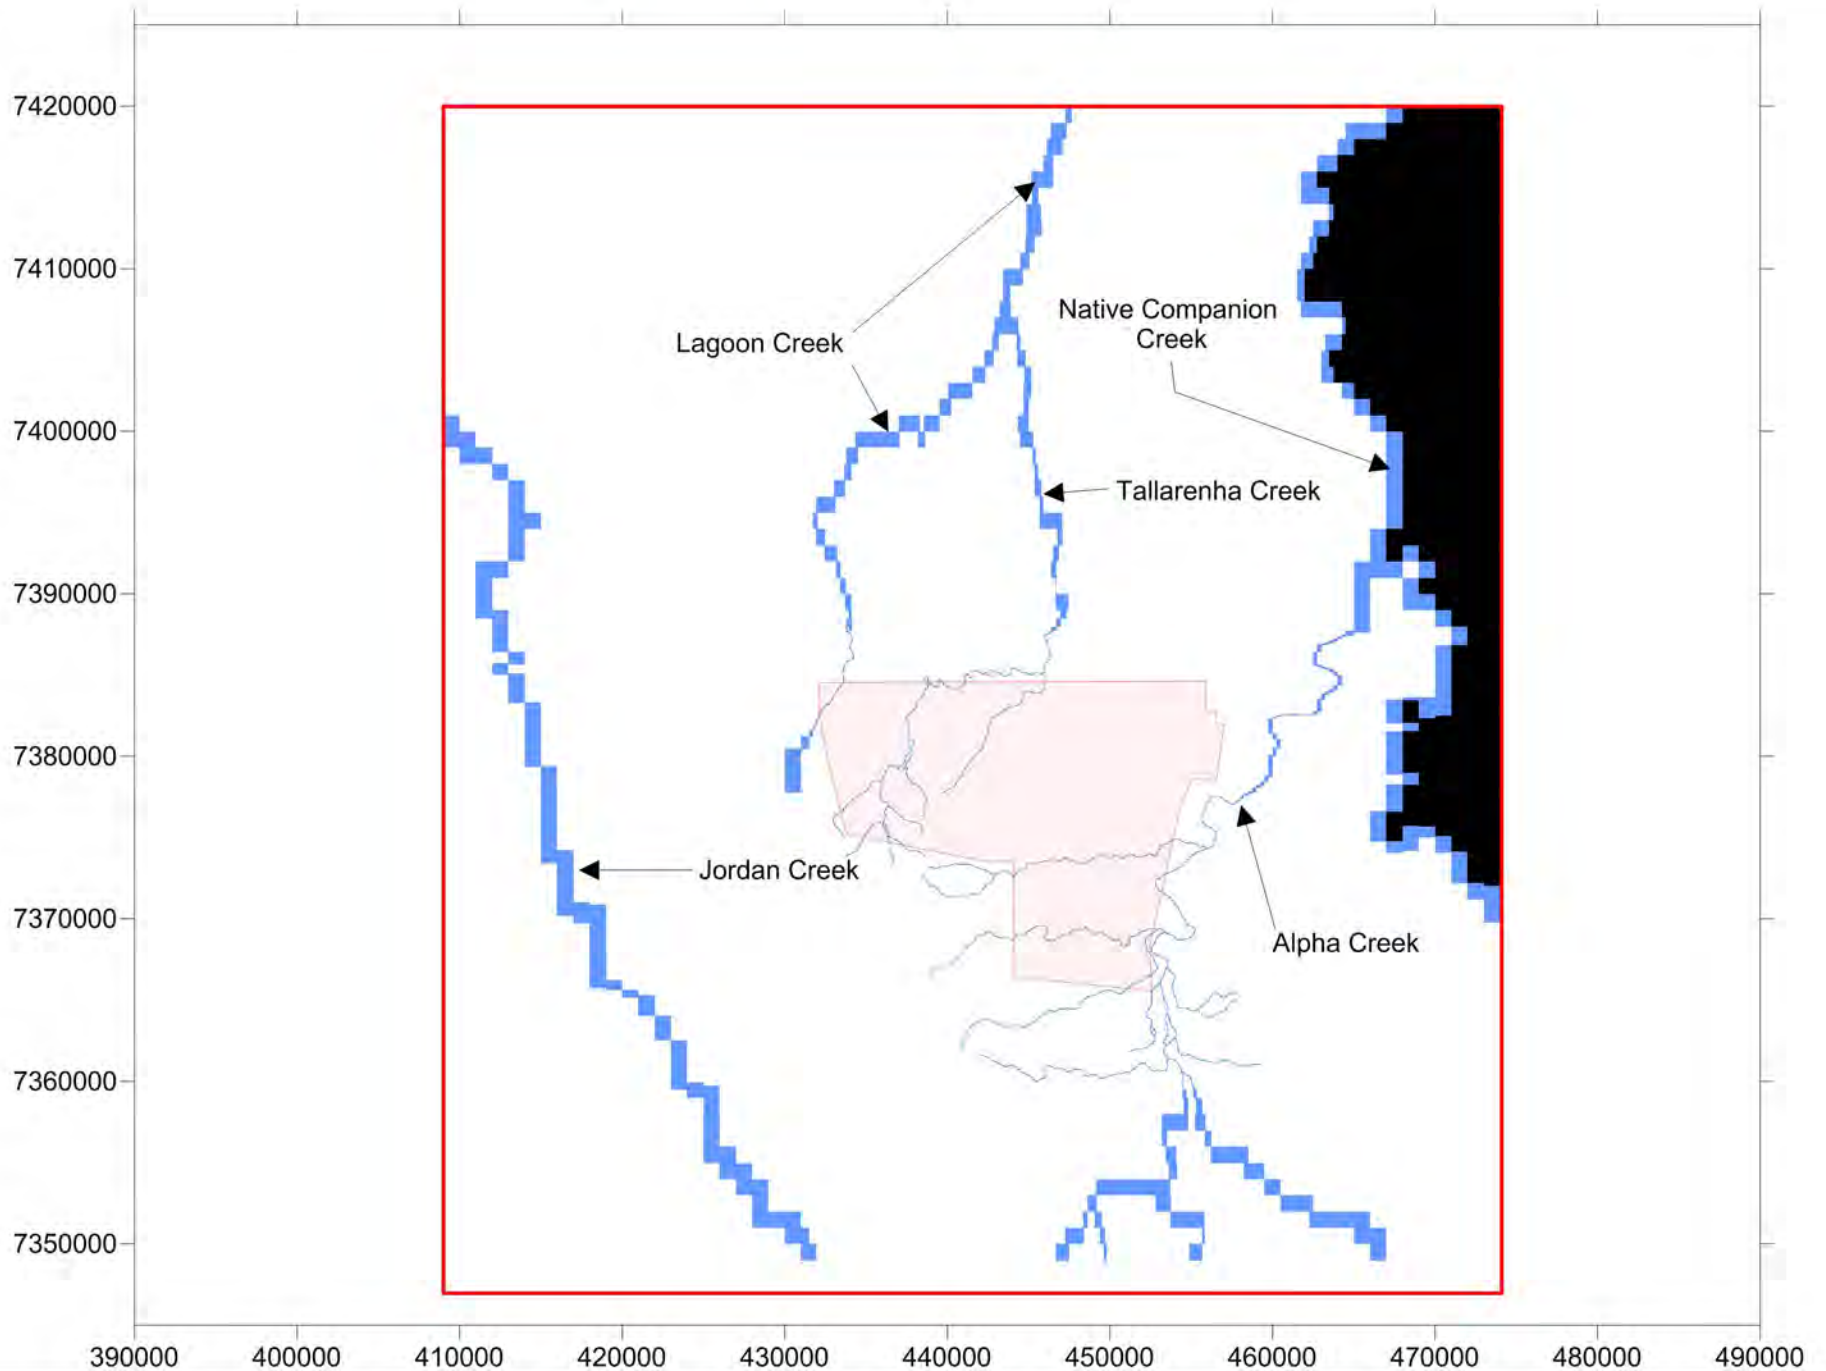 7420000
7410000
Native Companion
Creek
Lagoon Creek
7400000
Tallarenha Creek
7390000
7380000
Jordan Creek
7370000
Alpha Creek
7360000
7350000
390000 400000 410000 420000 430000 440000 450000 460000 470000 480000 490000